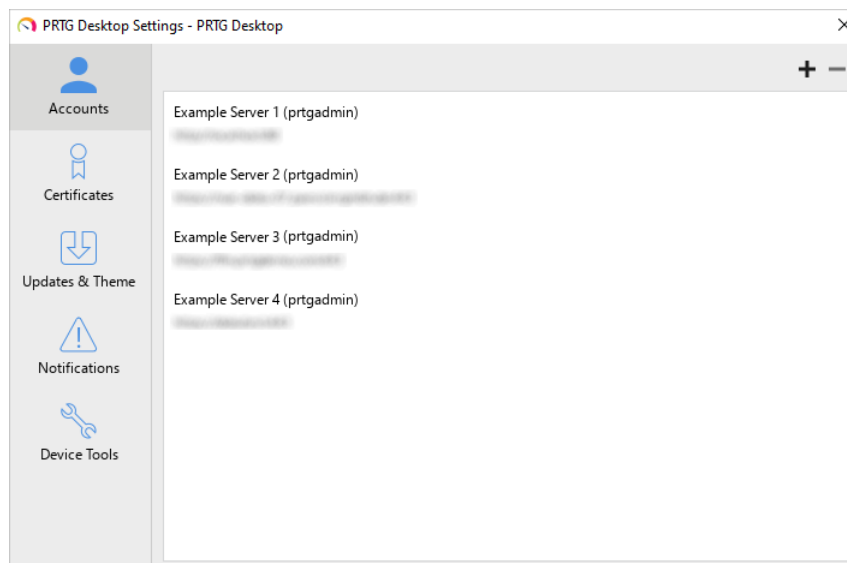 PRTG Desktop Settings - PRTG Desktop
Accounts
Certificates
Updates & Theme
Notifications
Device Tools
Example Server 1 (prtgadmin)
Example Server 2 (prtgadmin)
Example Server 3 (prtgadmin)
Example Server 4 (prtgadmin)